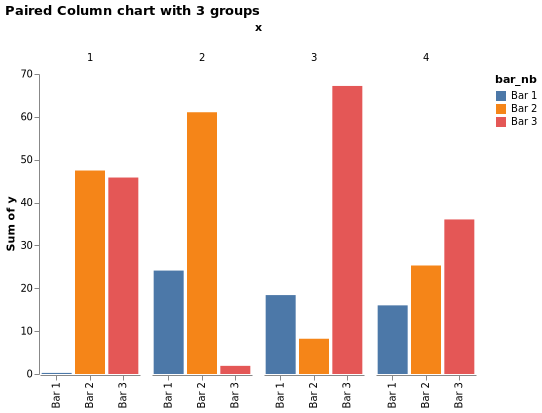 Paired Column chart with 3 groups
x
1 2 3 4
70
60
50
40
30
20
10
0
Sum of y
Bar 1 Bar 2 Bar 3 Bar 1 Bar 2 Bar 3 Bar 1 Bar 2 Bar 3 Bar 1 Bar 2 Bar 3
bar_nb
Bar 1
Bar 2
Bar 3